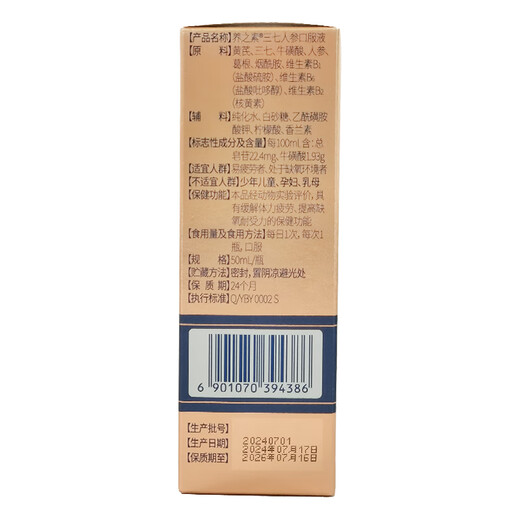 【产品名称】养之素®三七人参口服液
【原　料】黄芪、三七、牛磺酸、人参、
葛根、烟酰胺、维生素B₁
(盐酸硫胺)、维生素B₆
(盐酸吡哆醇)、维生素B₂
(核黄素)
【辅　料】纯化水、白砂糖、乙酰磺胺
酸钾、柠檬酸、香兰素
【标志性成分及含量】每100mL含:总
皂苷22.4mg、牛磺酸1.93g
【适宜人群】易疲劳者、处于缺氧环境者
【不适宜人群】少年儿童、孕妇、乳母
【保健功能】本品经动物实验评价,具
有缓解体力疲劳、提高缺
氧耐受力的保健功能
【食用量及食用方法】每日1次,每次1
瓶,口服
【规　格】50mL/瓶
【贮藏方法】密封,置阴凉避光处
【保 质 期】24个月
【执行标准】Q/YBY 0002 S
6 901070 394386
【生产批号】 20240701
【生产日期】 2024年07月17日
【保质期至】 2026年07月16日